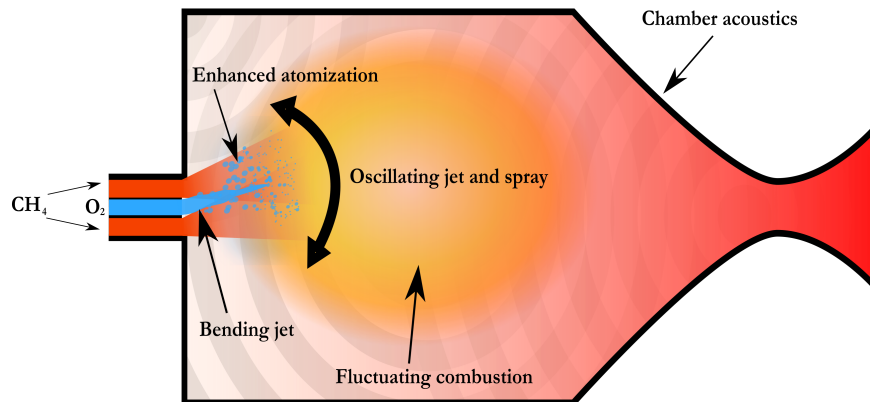 Chamber acoustics
Enhanced atomization
Oscillating jet and spray
CH₄
O₂
Bending jet
Fluctuating combustion